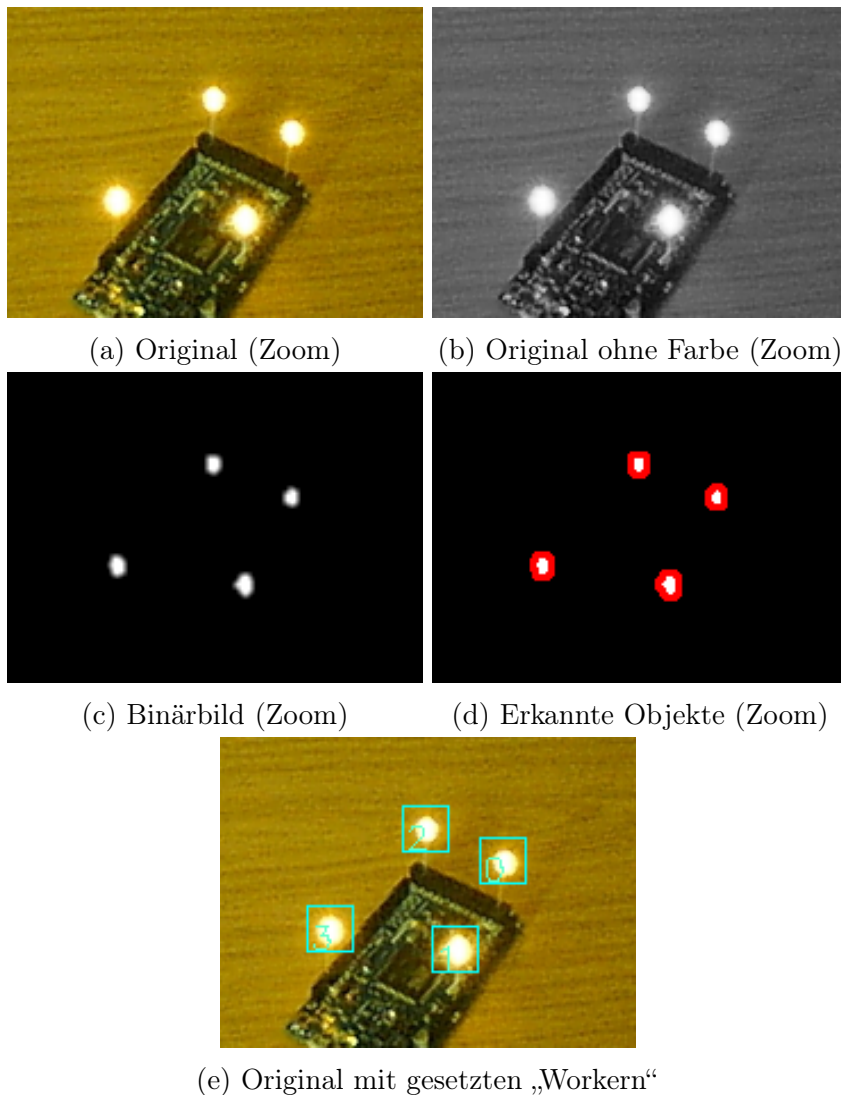 (a) Original (Zoom)
(b) Original ohne Farbe (Zoom)
(c) Binärbild (Zoom)
(d) Erkannte Objekte (Zoom)
2
0
3
1
(e) Original mit gesetzten „Workern“